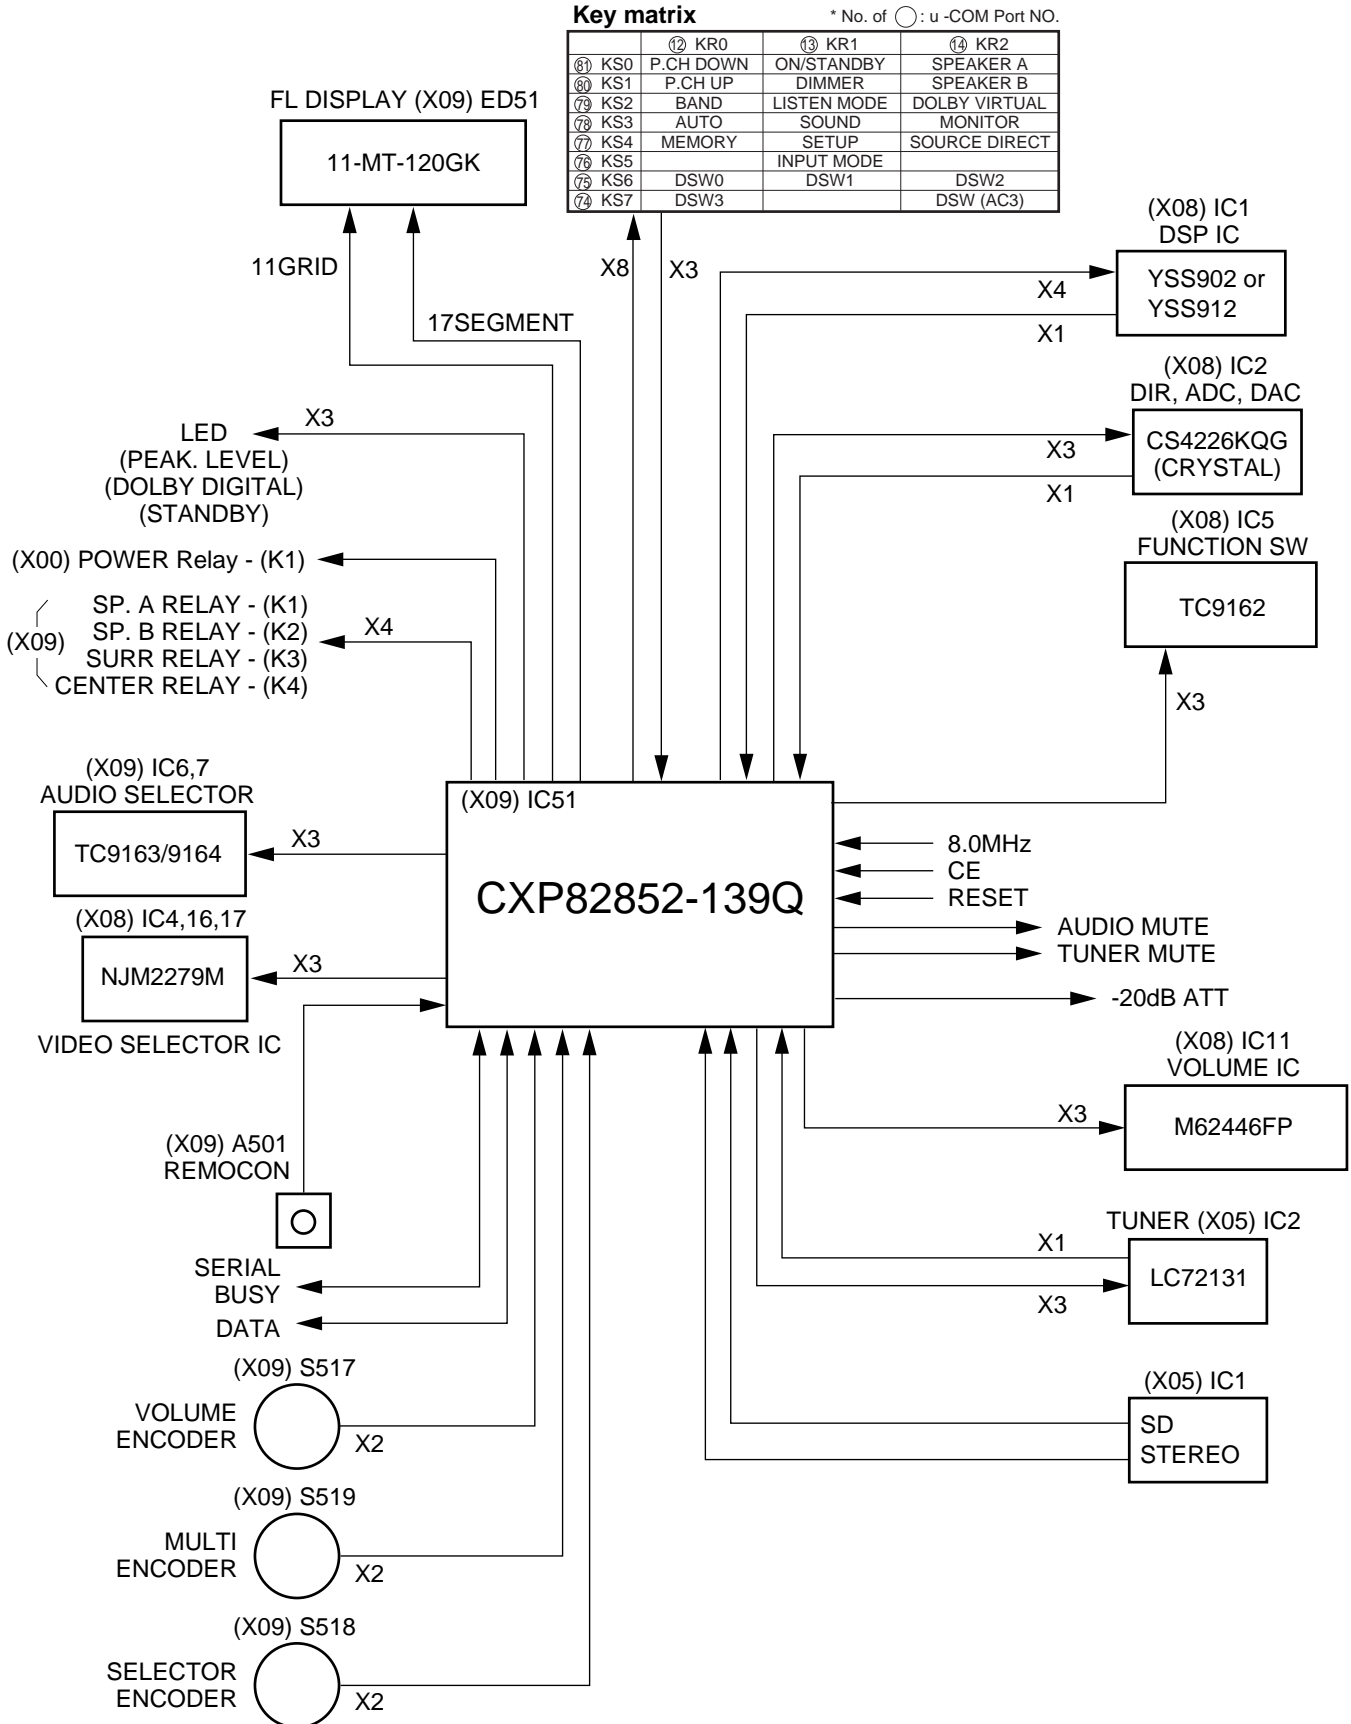 Key matrix * No. of ◯ : u -COM Port NO.
⑫ KR0 ⑬ KR1 ⑭ KR2
㊶ KS0 P.CH DOWN ON/STANDBY SPEAKER A
80 KS1 P.CH UP DIMMER SPEAKER B
79 KS2 BAND LISTEN MODE DOLBY VIRTUAL
78 KS3 AUTO SOUND MONITOR
77 KS4 MEMORY SETUP SOURCE DIRECT
76 KS5 INPUT MODE
75 KS6 DSW0 DSW1 DSW2
74 KS7 DSW3 DSW (AC3)
FL DISPLAY (X09) ED51
11-MT-120GK
11GRID
17SEGMENT
X8
X3
(X08) IC1
DSP IC
YSS902 or
YSS912
X4
X1
(X08) IC2
DIR, ADC, DAC
CS4226KQG
(CRYSTAL)
X3
X1
(X08) IC5
FUNCTION SW
TC9162
X3
LED
(PEAK. LEVEL)
(DOLBY DIGITAL)
(STANDBY)
X3
(X00) POWER Relay - (K1)
(X09)
SP. A RELAY - (K1)
SP. B RELAY - (K2)
SURR RELAY - (K3)
CENTER RELAY - (K4)
X4
(X09) IC6,7
AUDIO SELECTOR
TC9163/9164
X3
(X08) IC4,16,17
NJM2279M
X3
VIDEO SELECTOR IC
(X09) IC51
CXP82852-139Q
8.0MHz
CE
RESET
AUDIO MUTE
TUNER MUTE
-20dB ATT
(X08) IC11
VOLUME IC
M62446FP
X3
(X09) A501
REMOCON
SERIAL
BUSY
DATA
TUNER (X05) IC2
LC72131
X1
X3
(X05) IC1
SD
STEREO
(X09) S517
VOLUME
ENCODER
X2
(X09) S519
MULTI
ENCODER
X2
(X09) S518
SELECTOR
ENCODER
X2